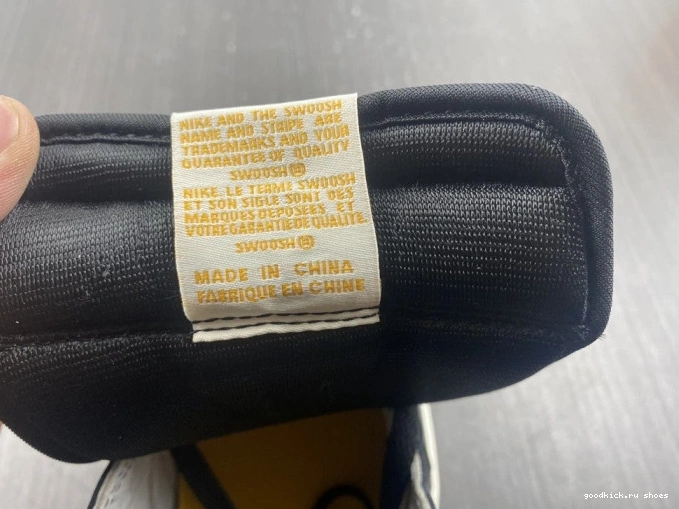 NIKE AND THE SWOOSH
NAME AND STRIPE ARE
TRADEMARKS AND YOUR
GUARANTEE OF QUALITY
SWOOSH®
NIKE LE TERME SWOOSH
ET SON SIGLE SONT DES
MARQUES DEPOSEES ET
VOTRE GARANTIE DE QUALITE.
SWOOSH®
MADE IN CHINA
FABRIQUE EN CHINE
goodkick.ru shoes